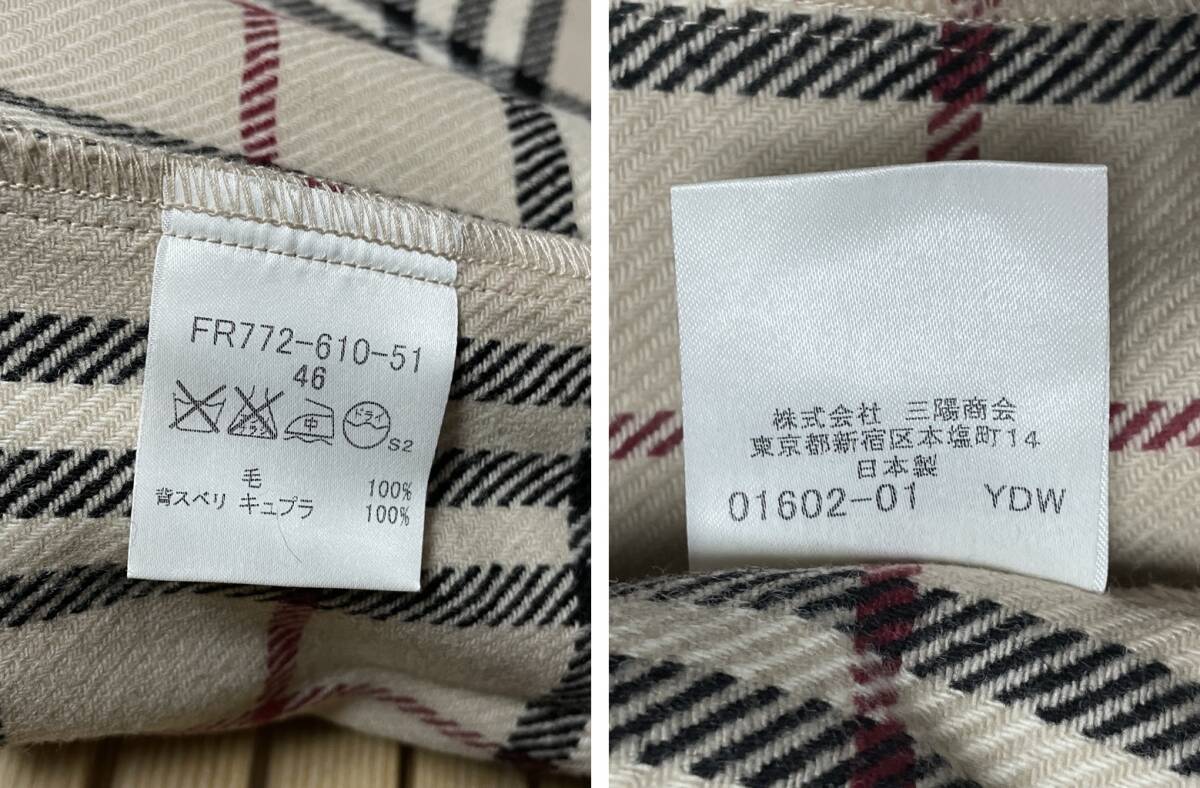 FR772-610-51
46
中 ドライ
S2
毛 100%
背スベリ キュプラ 100%
株式会社 三陽商会
東京都新宿区本塩町14
日本製
01602-01 YDW